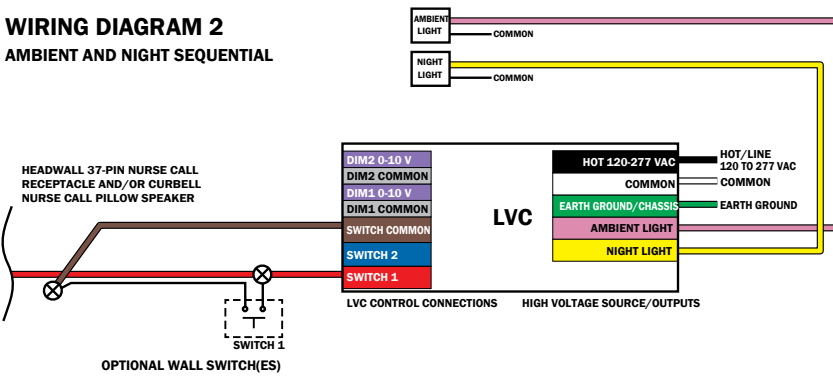 WIRING DIAGRAM 2
AMBIENT AND NIGHT SEQUENTIAL
AMBIENT
LIGHT
COMMON
NIGHT
LIGHT
COMMON
HEADWALL 37-PIN NURSE CALL
RECEPTACLE AND/OR CURBELL
NURSE CALL PILLOW SPEAKER
DIM2 0-10 V
DIM2 COMMON
DIM1 0-10 V
DIM1 COMMON
SWITCH COMMON
SWITCH 2
SWITCH 1
LVC
HOT 120-277 VAC
COMMON
EARTH GROUND/CHASSIS
AMBIENT LIGHT
NIGHT LIGHT
HOT/LINE
120 TO 277 VAC
COMMON
EARTH GROUND
LVC CONTROL CONNECTIONS
HIGH VOLTAGE SOURCE/OUTPUTS
SWITCH 1
OPTIONAL WALL SWITCH(ES)